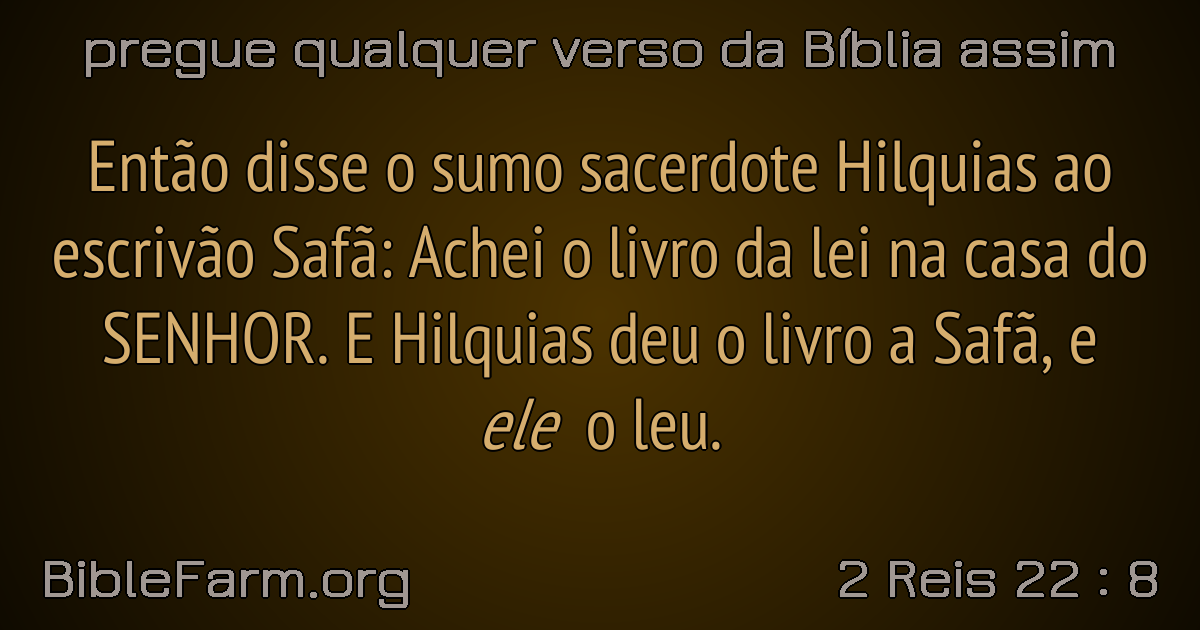 pregue qualquer verso da Bíblia assim
Então disse o sumo sacerdote Hilquias ao
escrivão Safã: Achei o livro da lei na casa do
SENHOR. E Hilquias deu o livro a Safã, e
ele o leu.
BibleFarm.org
2 Reis 22 : 8